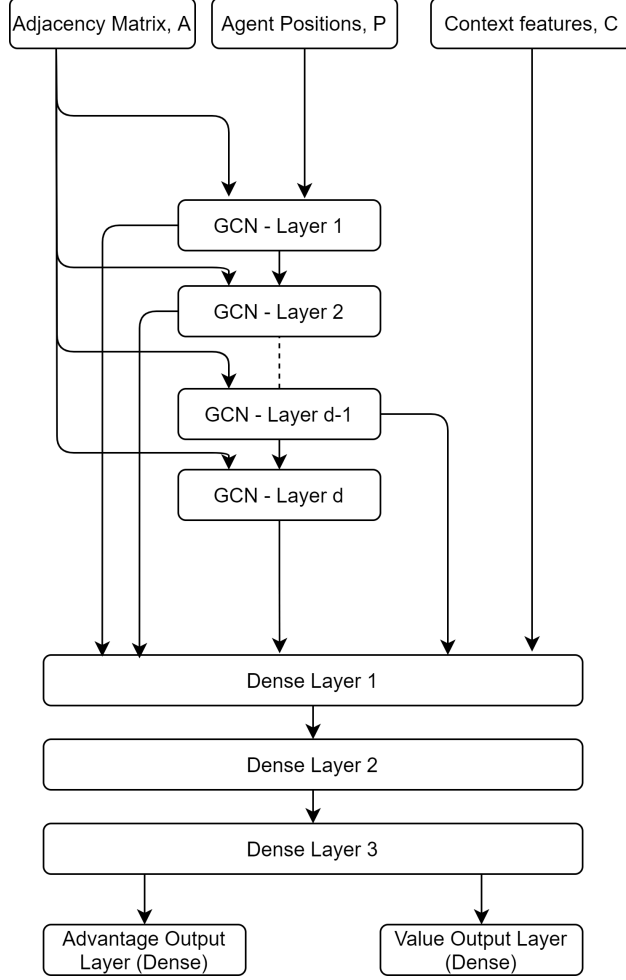 Adjacency Matrix, A
Agent Positions, P
Context features, C
GCN - Layer 1
GCN - Layer 2
GCN - Layer d-1
GCN - Layer d
Dense Layer 1
Dense Layer 2
Dense Layer 3
Advantage Output
Layer (Dense)
Value Output Layer
(Dense)